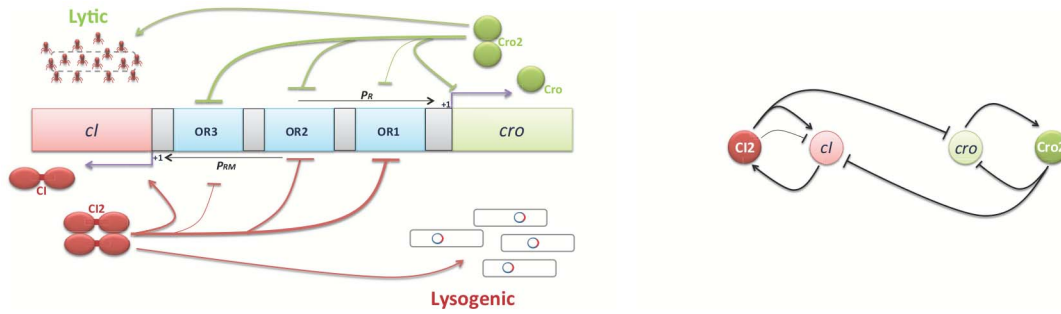 Lytic
Cro2
Cro
PR
+1
cI
OR3
OR2
OR1
cro
+1
PRM
CI
CI2
Lysogenic
CI2
cI
cro
Cro2